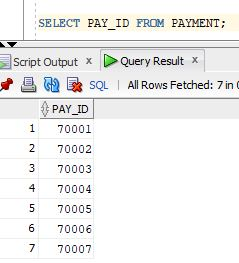 SELECT PAY_ID FROM PAYMENT;
Script Output × Query Result ×
SQL | All Rows Fetched: 7 in 0
PAY_ID
1 70001
2 70002
3 70003
4 70004
5 70005
6 70006
7 70007